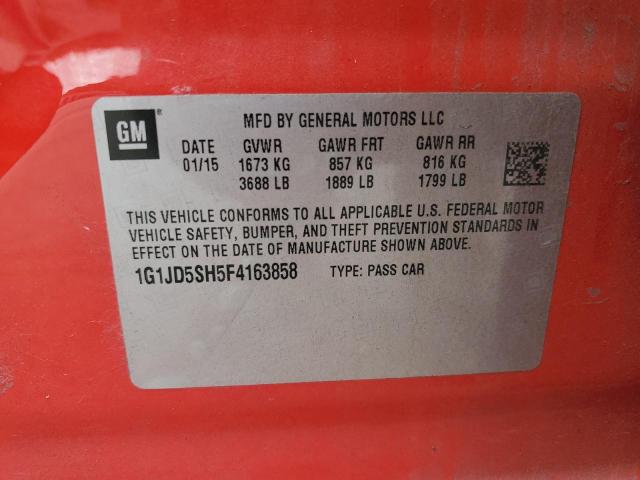 GM
MFD BY GENERAL MOTORS LLC
DATE GVWR GAWR FRT GAWR RR
01/15 1673 KG 857 KG 816 KG
3688 LB 1889 LB 1799 LB
THIS VEHICLE CONFORMS TO ALL APPLICABLE U.S. FEDERAL MOTOR
VEHICLE SAFETY, BUMPER, AND THEFT PREVENTION STANDARDS IN
EFFECT ON THE DATE OF MANUFACTURE SHOWN ABOVE.
1G1JD5SH5F4163858 TYPE: PASS CAR